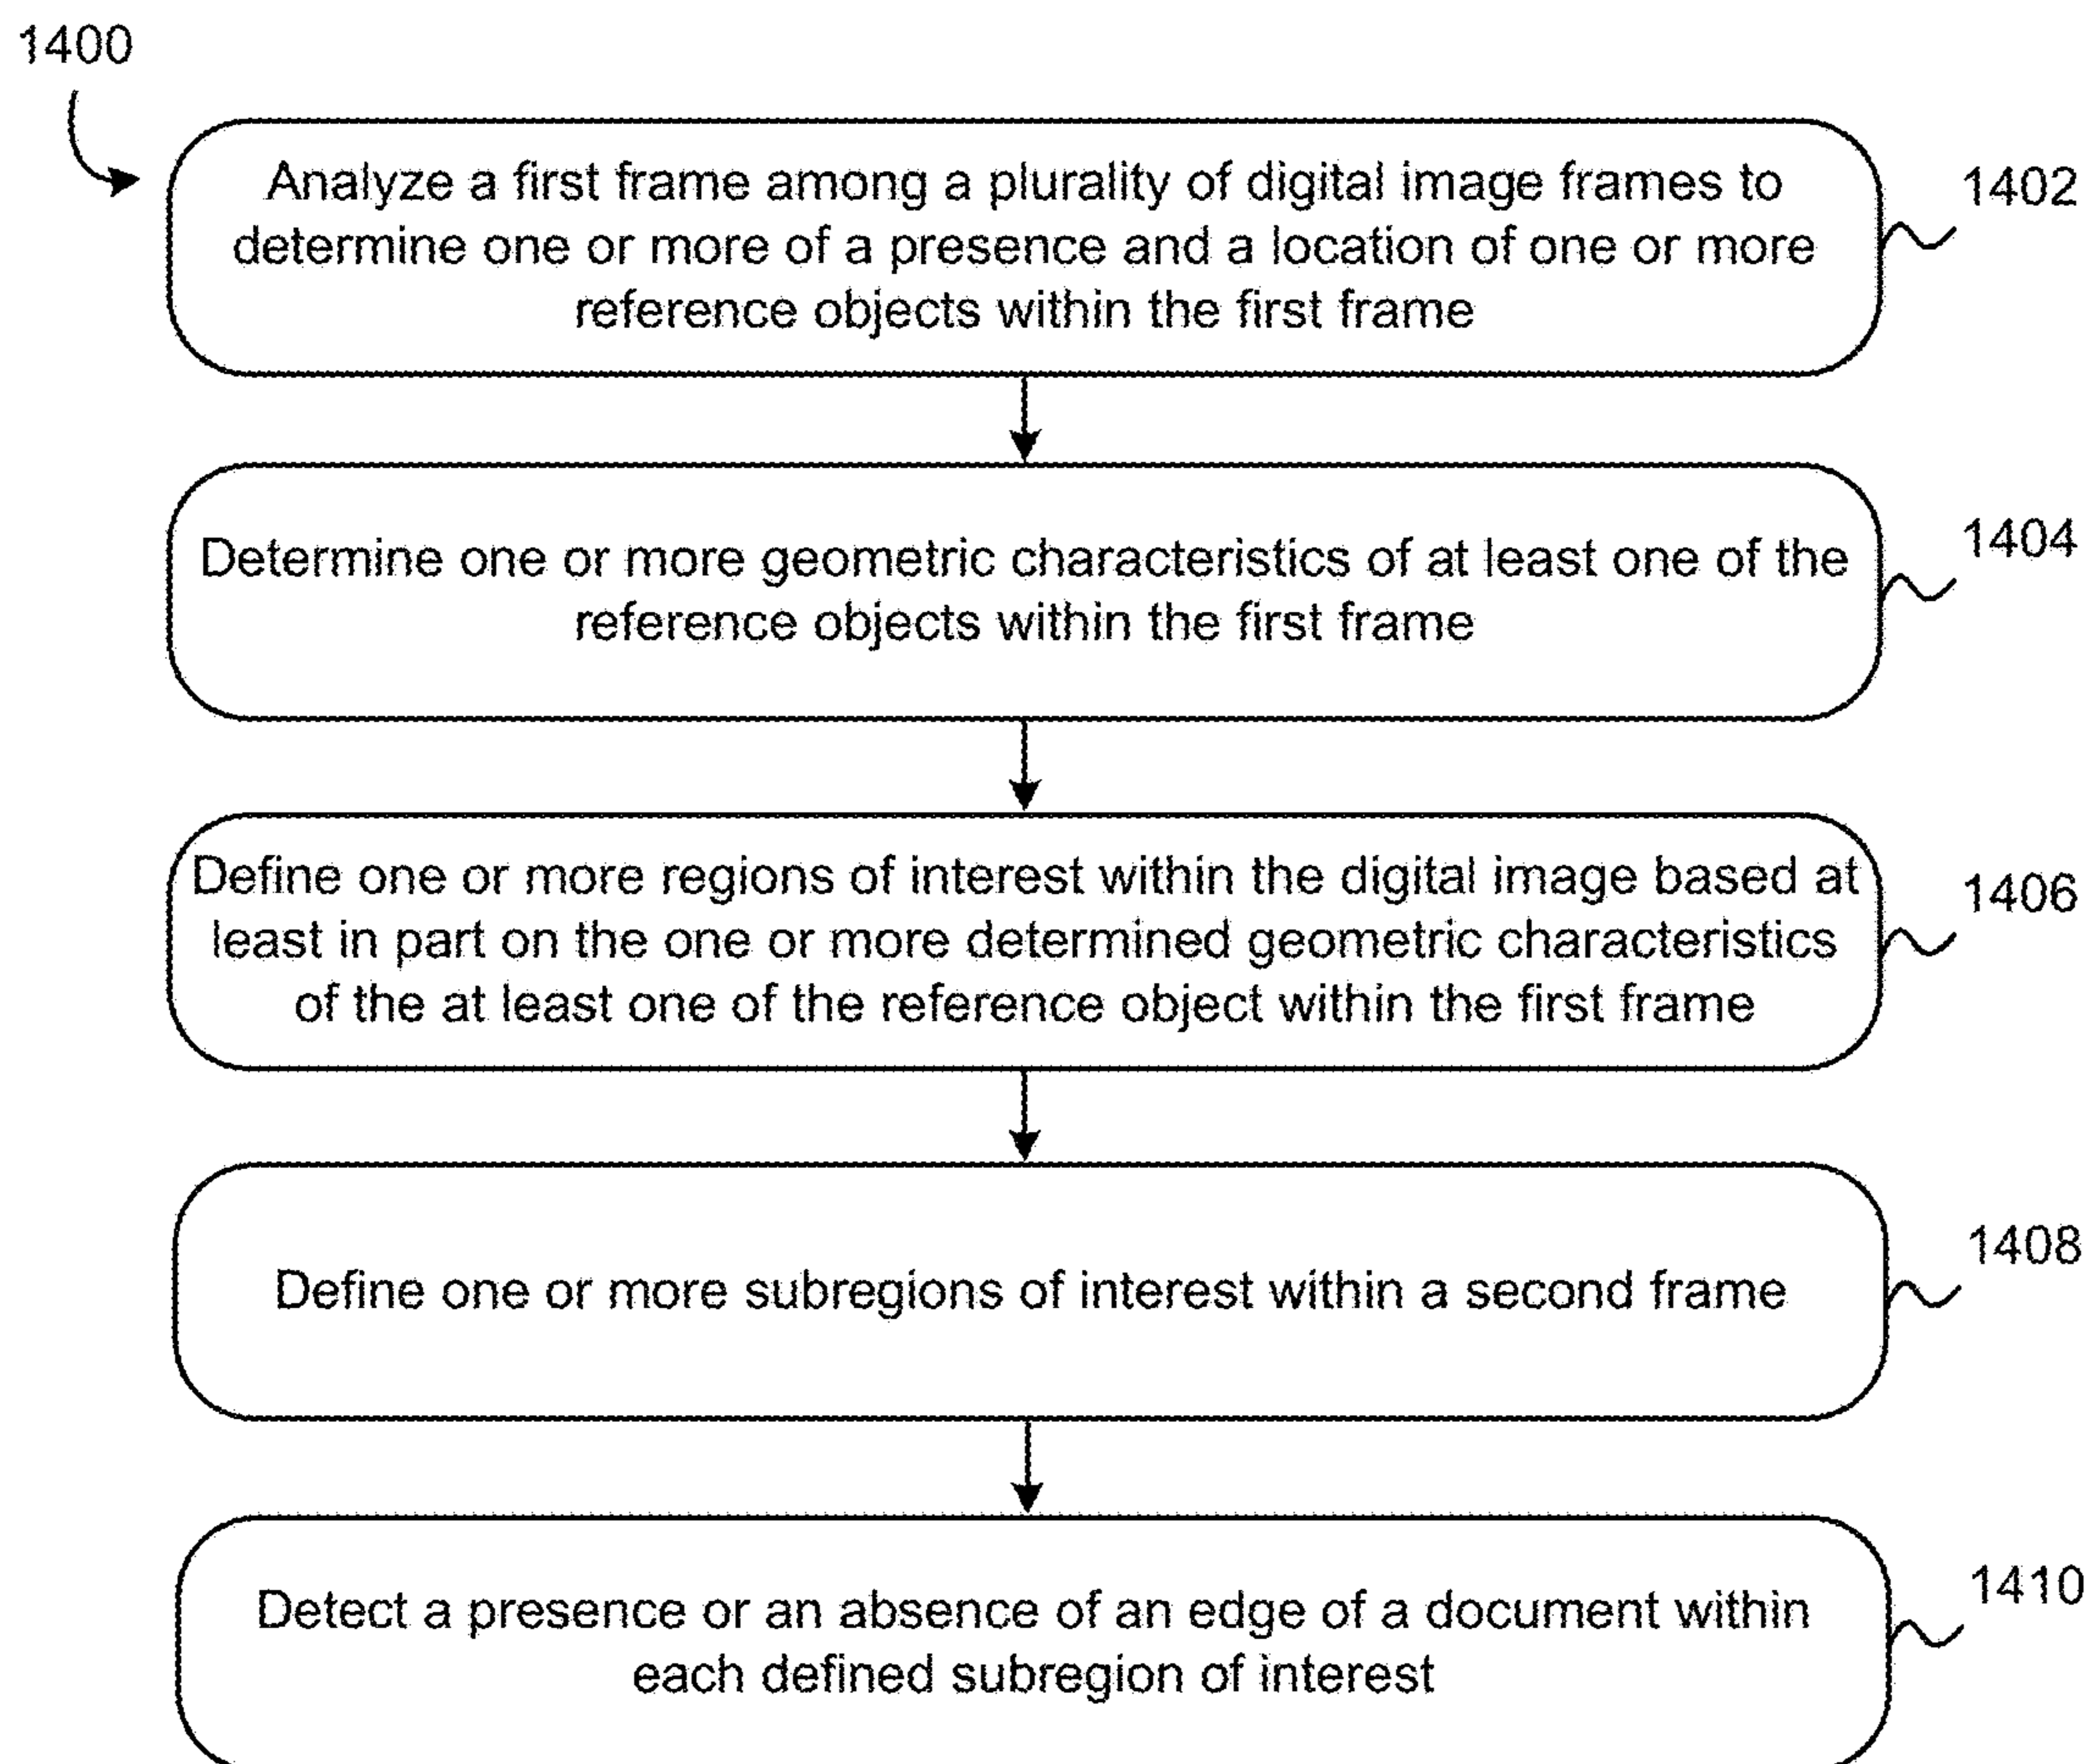 1400
Analyze a first frame among a plurality of digital image frames to
determine one or more of a presence and a location of one or more
reference objects within the first frame
1402
Determine one or more geometric characteristics of at least one of the
reference objects within the first frame
1404
Define one or more regions of interest within the digital image based at
least in part on the one or more determined geometric characteristics
of the at least one of the reference object within the first frame
1406
Define one or more subregions of interest within a second frame
1408
Detect a presence or an absence of an edge of a document within
each defined subregion of interest
1410